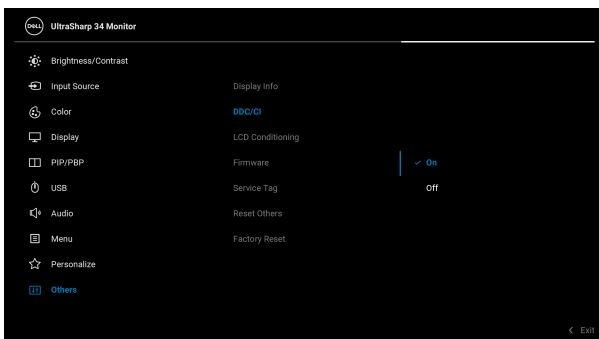 DELL UltraSharp 34 Monitor
Brightness/Contrast
Input Source
Color
Display
PIP/PBP
USB
Audio
Menu
Personalize
Others
Display Info
DDC/CI
LCD Conditioning
Firmware
Service Tag
Reset Others
Factory Reset
On
Off
Exit